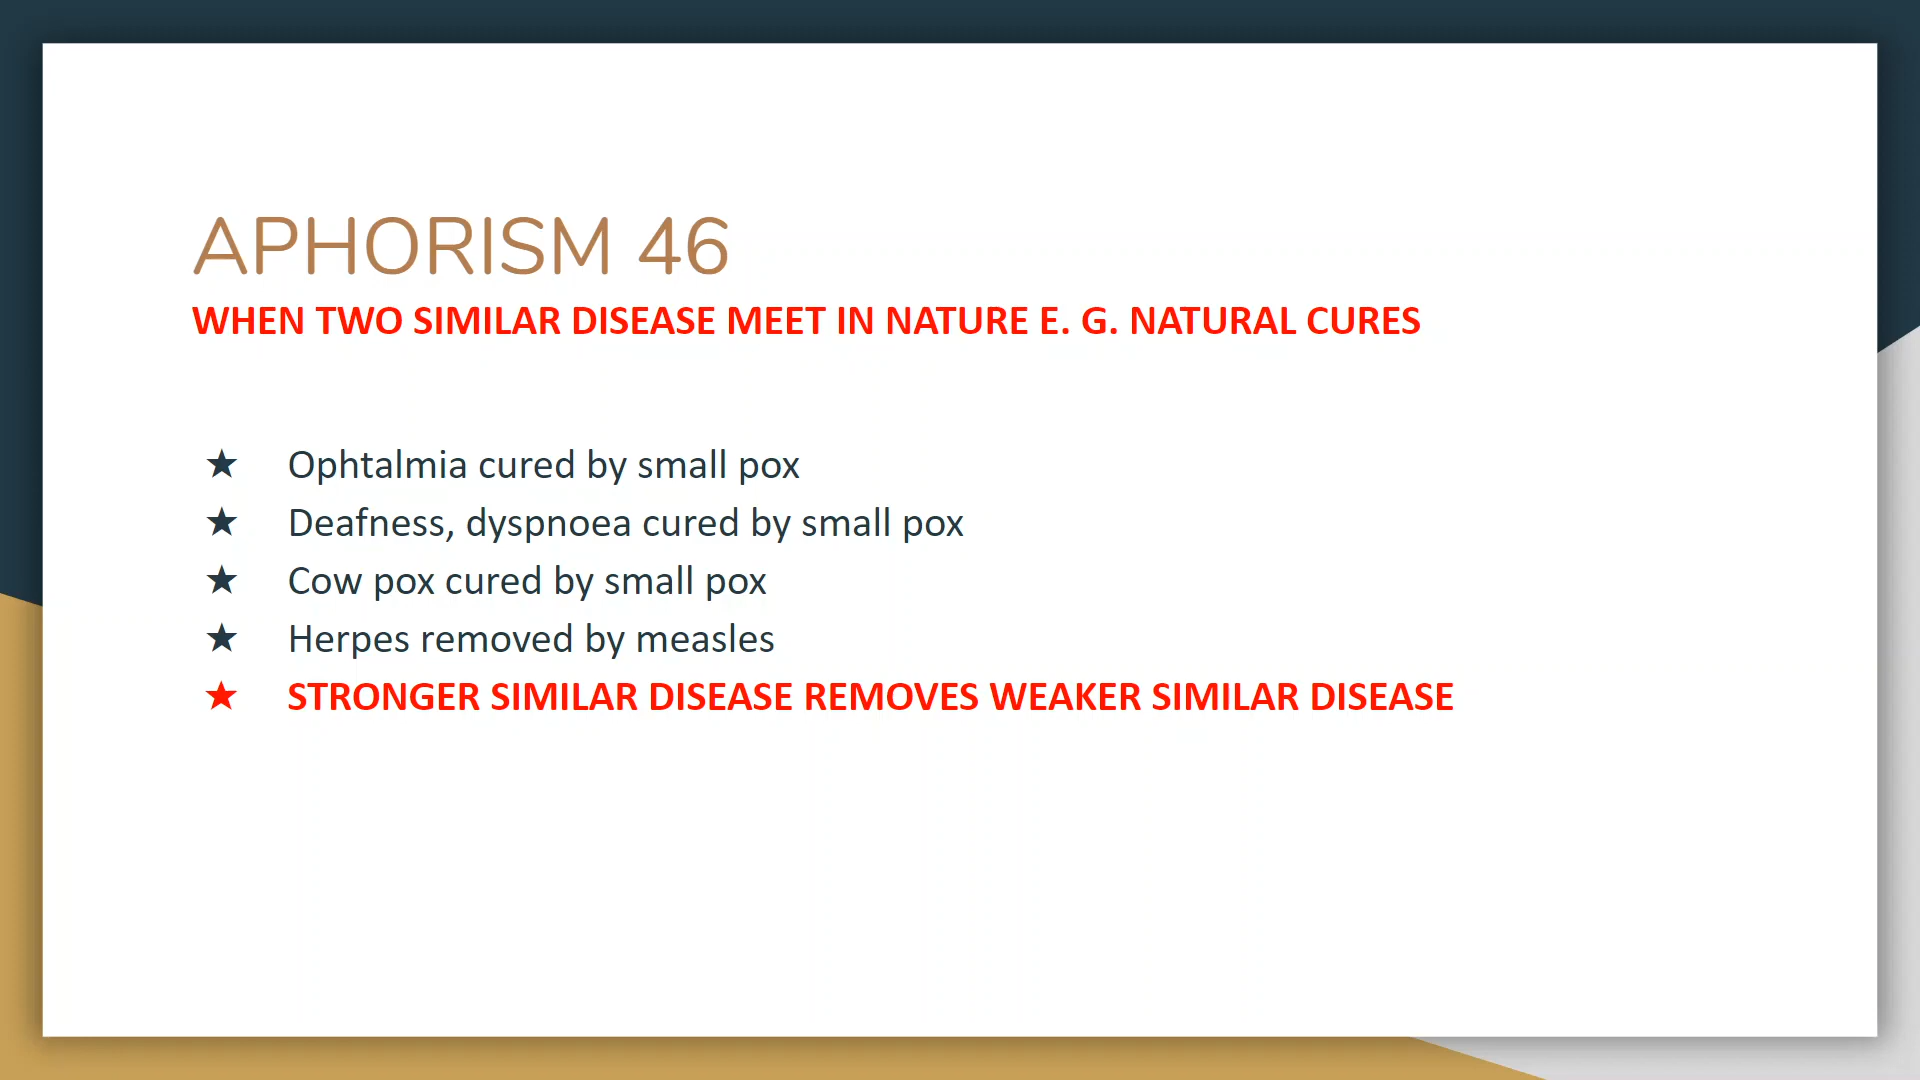 APHORISM 46
WHEN TWO SIMILAR DISEASE MEET IN NATURE E. G. NATURAL CURES
★ Ophtalmia cured by small pox
★ Deafness, dyspnoea cured by small pox
★ Cow pox cured by small pox
★ Herpes removed by measles
★ STRONGER SIMILAR DISEASE REMOVES WEAKER SIMILAR DISEASE